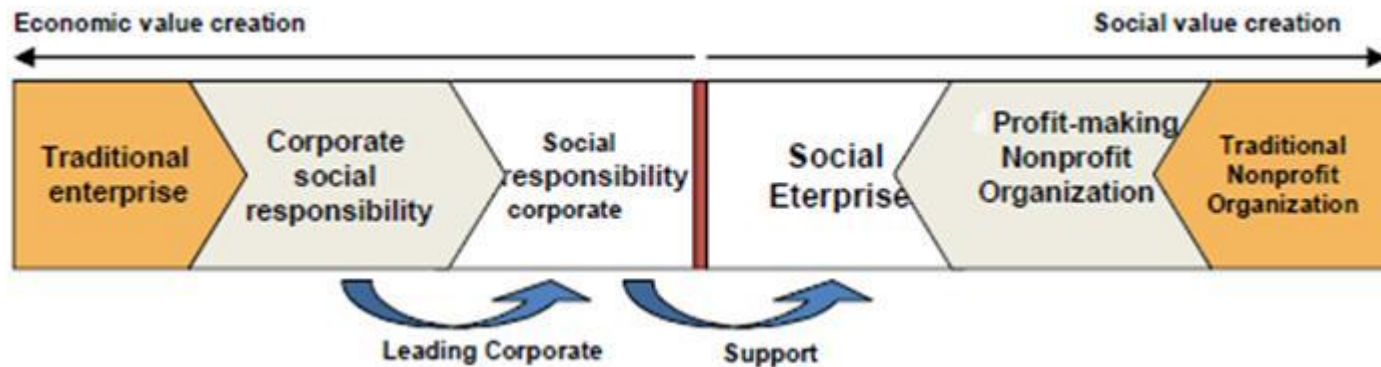 Economic value creation
Social value creation
Traditional
enterprise
Corporate
social
responsibility
Social
responsibility
corporate
Social
Eterprise
Profit-making
Nonprofit
Organization
Traditional
Nonprofit
Organization
Leading Corporate
Support